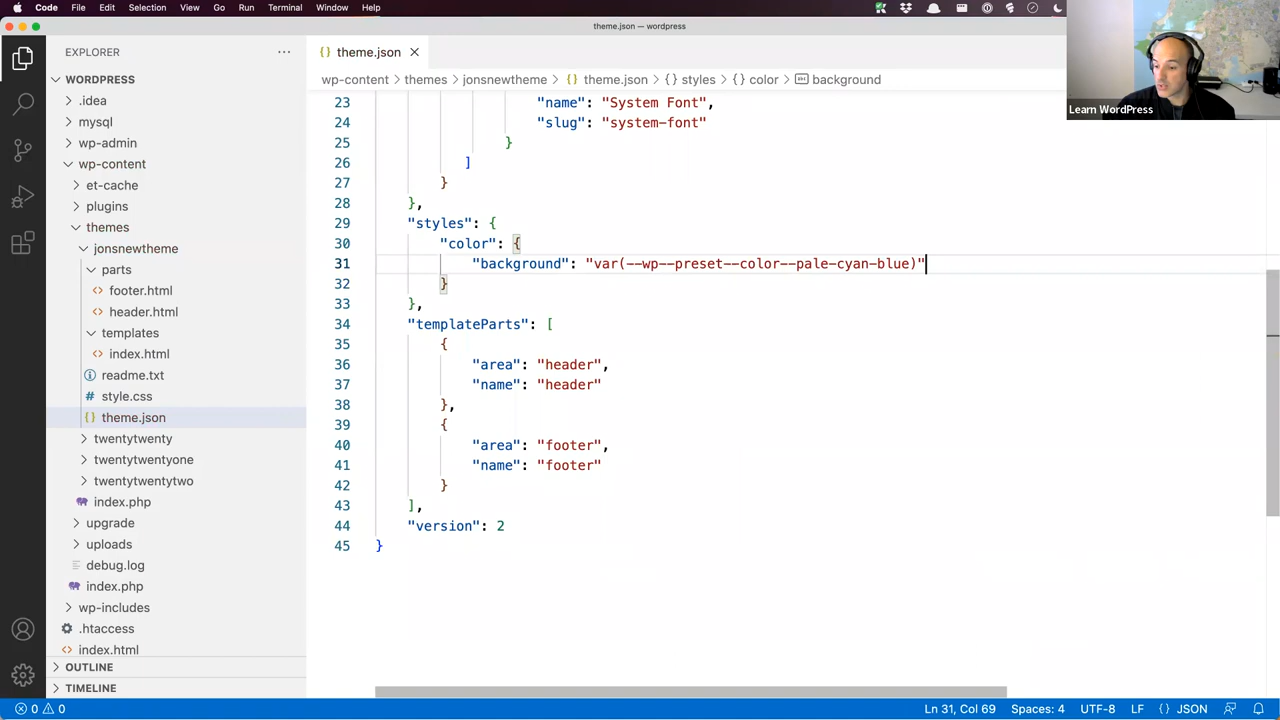 Code File Edit Selection View Go Run Terminal Window Help
theme.json — wordpress
EXPLORER ···
theme.json
Learn WordPress
WORDPRESS
wp-content > themes > jonsnewtheme > {} theme.json > {} styles > {} color > background
.idea
mysql
wp-admin
wp-content
et-cache
plugins
themes
jonsnewtheme
parts
footer.html
header.html
templates
index.html
readme.txt
style.css
theme.json
twentytwenty
twentytwentyone
twentytwentytwo
index.php
upgrade
uploads
debug.log
index.php
wp-includes
.htaccess
index.html
OUTLINE
TIMELINE
23 "name": "System Font",
24 "slug": "system-font"
25 }
26 ]
27 }
28 },
29 "styles": {
30 "color": {
31 "background": "var(--wp--preset--color--pale-cyan-blue)"
32 }
33 },
34 "templateParts": [
35 {
36 "area": "header",
37 "name": "header"
38 },
39 {
40 "area": "footer",
41 "name": "footer"
42 }
43 ],
44 "version": 2
45 }
0 0 Ln 31, Col 69 Spaces: 4 UTF-8 LF {} JSON